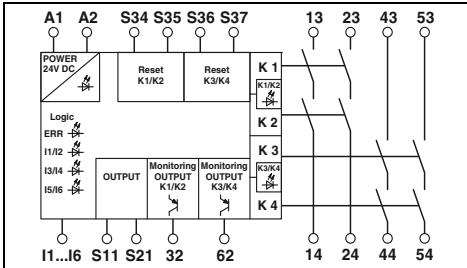 A1 A2 S34 S35 S36 S37 13 23 43 53
POWER
24V DC
Reset
K1/K2
Reset
K3/K4
K 1
K1/K2
K 2
Logic
ERR
I1/I2
I3/I4
I5/I6
K 3
K3/K4
K 4
OUTPUT
Monitoring
OUTPUT
K1/K2
Monitoring
OUTPUT
K3/K4
I1...I6 S11 S21 32 62 14 24 44 54